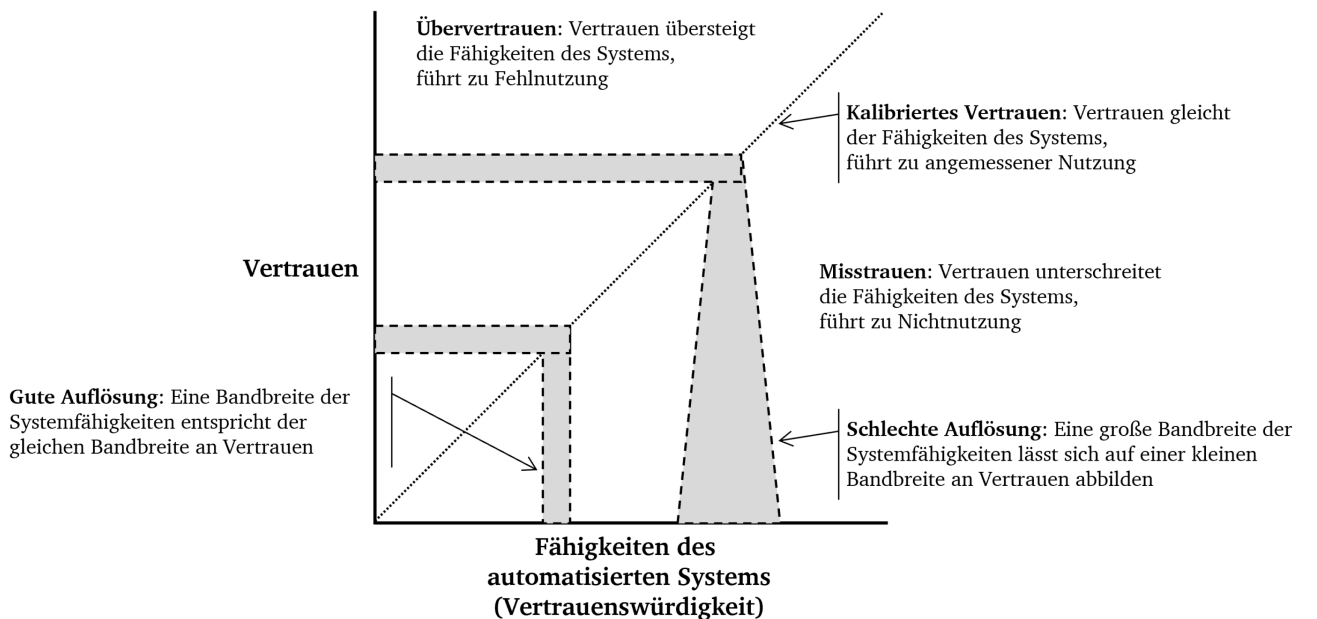 Übervertrauen: Vertrauen übersteigt
die Fähigkeiten des Systems,
führt zu Fehlnutzung
Kalibriertes Vertrauen: Vertrauen gleicht
der Fähigkeiten des Systems,
führt zu angemessener Nutzung
Vertrauen
Misstrauen: Vertrauen unterschreitet
die Fähigkeiten des Systems,
führt zu Nichtnutzung
Gute Auflösung: Eine Bandbreite der
Systemfähigkeiten entspricht der
gleichen Bandbreite an Vertrauen
Schlechte Auflösung: Eine große Bandbreite der
Systemfähigkeiten lässt sich auf einer kleinen
Bandbreite an Vertrauen abbilden
Fähigkeiten des
automatisierten Systems
(Vertrauenswürdigkeit)